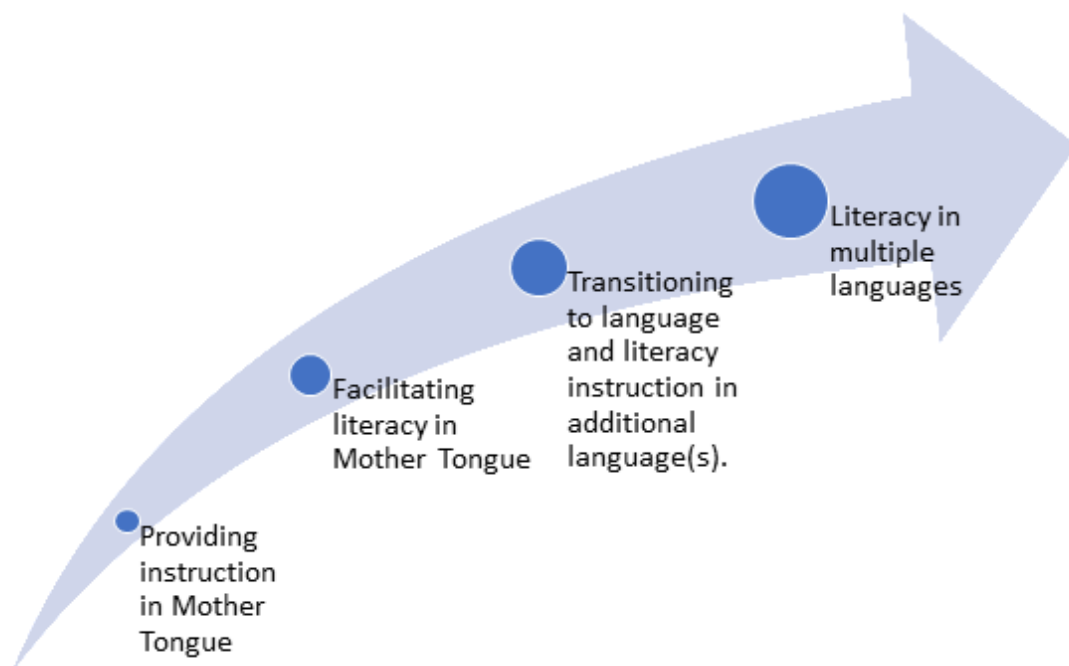 Providing
instruction
in Mother
Tongue
Facilitating
literacy in
Mother Tongue
Transitioning
to language
and literacy
instruction in
additional
language(s).
Literacy in
multiple
languages